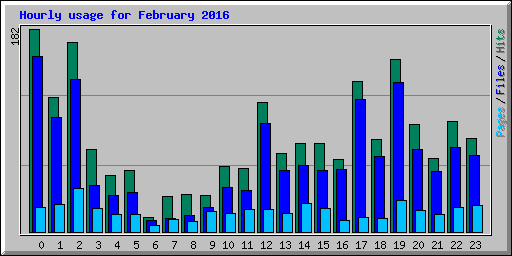 Hourly usage for February 2016
182
Pages / Files / Hits
0 1 2 3 4 5 6 7 8 9 10 11 12 13 14 15 16 17 18 19 20 21 22 23